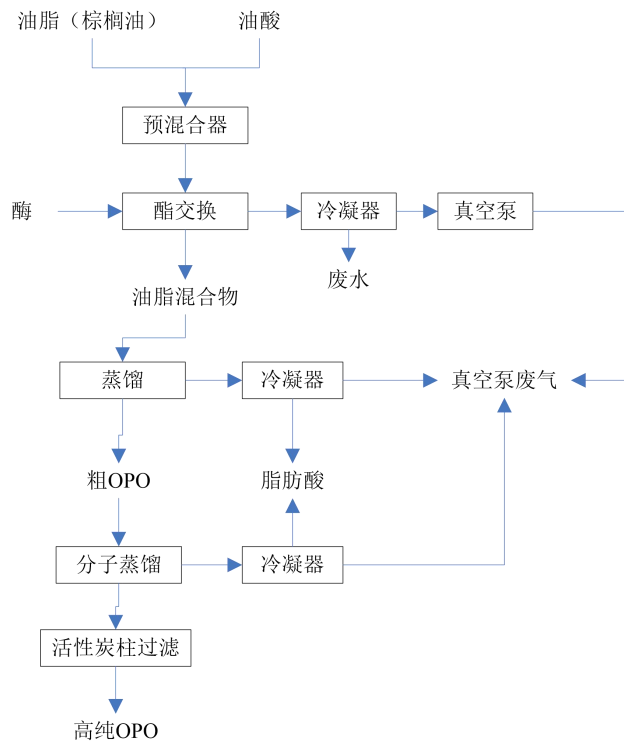 油脂（棕榈油）
油酸
预混合器
酶
酯交换
冷凝器
真空泵
废水
油脂混合物
蒸馏
冷凝器
真空泵废气
粗OPO
脂肪酸
分子蒸馏
冷凝器
活性炭柱过滤
高纯OPO